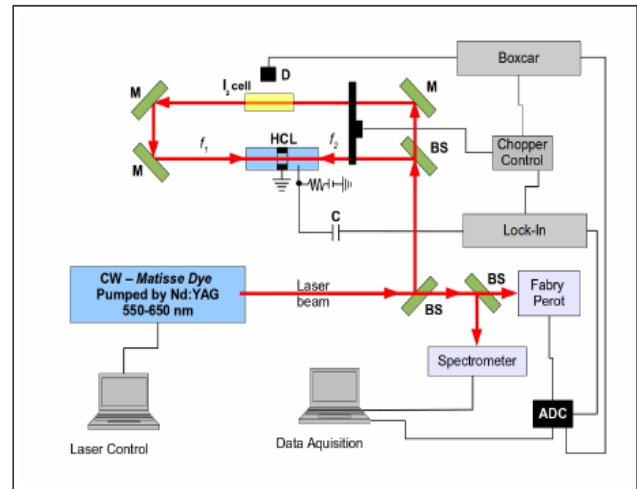 D
Boxcar
M
I₂ cell
M
f₁
HCL
f₂
BS
Chopper
Control
M
C
Lock-In
CW – Matisse Dye
Pumped by Nd:YAG
550-650 nm
Laser
beam
BS
BS
Fabry
Perot
Spectrometer
ADC
Laser Control
Data Aquisition